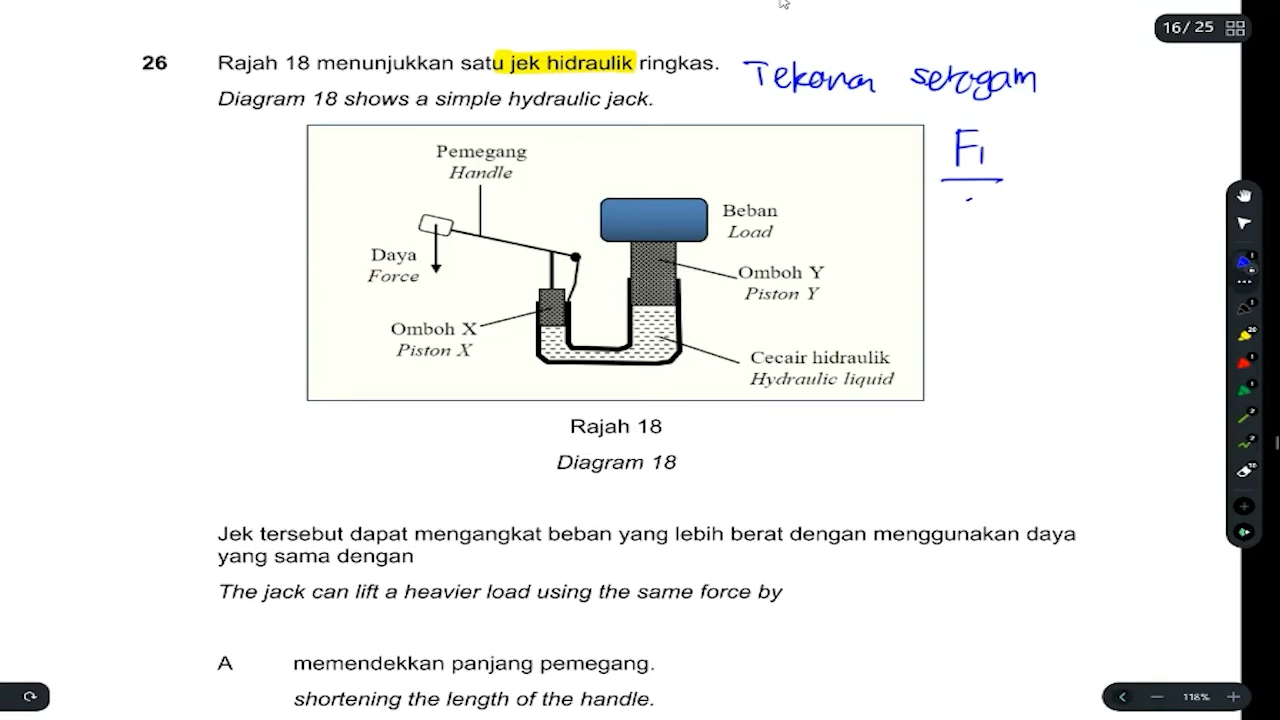 16/ 25
26 Rajah 18 menunjukkan satu jek hidraulik ringkas.
Tekanan seragam
Diagram 18 shows a simple hydraulic jack.
F1
Pemegang
Handle
Beban
Load
Daya
Force
Omboh Y
Piston Y
Omboh X
Piston X
Cecair hidraulik
Hydraulic liquid
Rajah 18
Diagram 18
Jek tersebut dapat mengangkat beban yang lebih berat dengan menggunakan daya
yang sama dengan
The jack can lift a heavier load using the same force by
A memendekkan panjang pemegang.
shortening the length of the handle.
118%